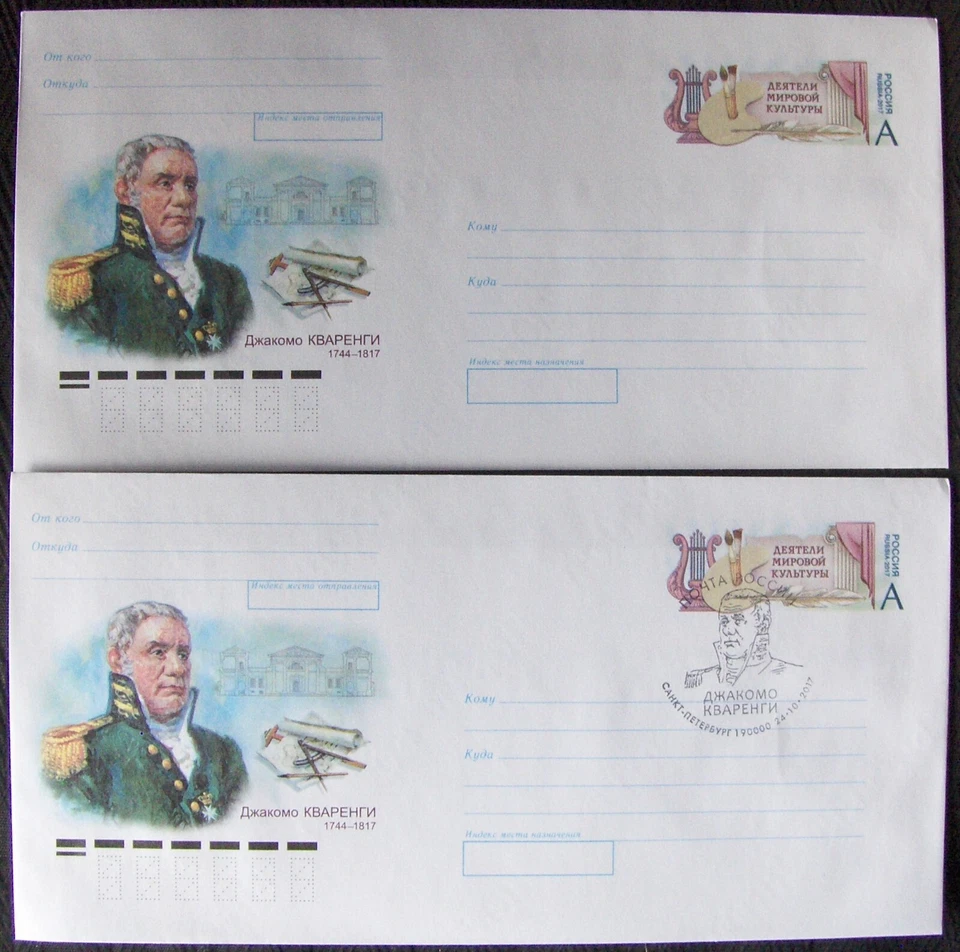 От кого
Откуда
Индекс места отправления
ДЕЯТЕЛИ
МИРОВОЙ
КУЛЬТУРЫ
РОССИЯ
RUSSIA·2017
А
Кому
Куда
Джакомо КВАРЕНГИ
1744–1817
Индекс места назначения
От кого
Откуда
Индекс места отправления
ДЕЯТЕЛИ
МИРОВОЙ
КУЛЬТУРЫ
РОССИЯ
RUSSIA·2017
А
ПОЧТА РОССИИ
ДЖАКОМО
КВАРЕНГИ
САНКТ-ПЕТЕРБУРГ 190000 24·10·2017
Кому
Куда
Джакомо КВАРЕНГИ
1744–1817
Индекс места назначения